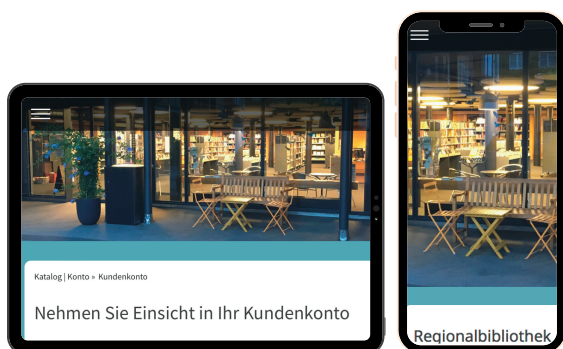 Katalog | Konto » Kundenkonto
Nehmen Sie Einsicht in Ihr Kundenkonto
Regionalbibliothek